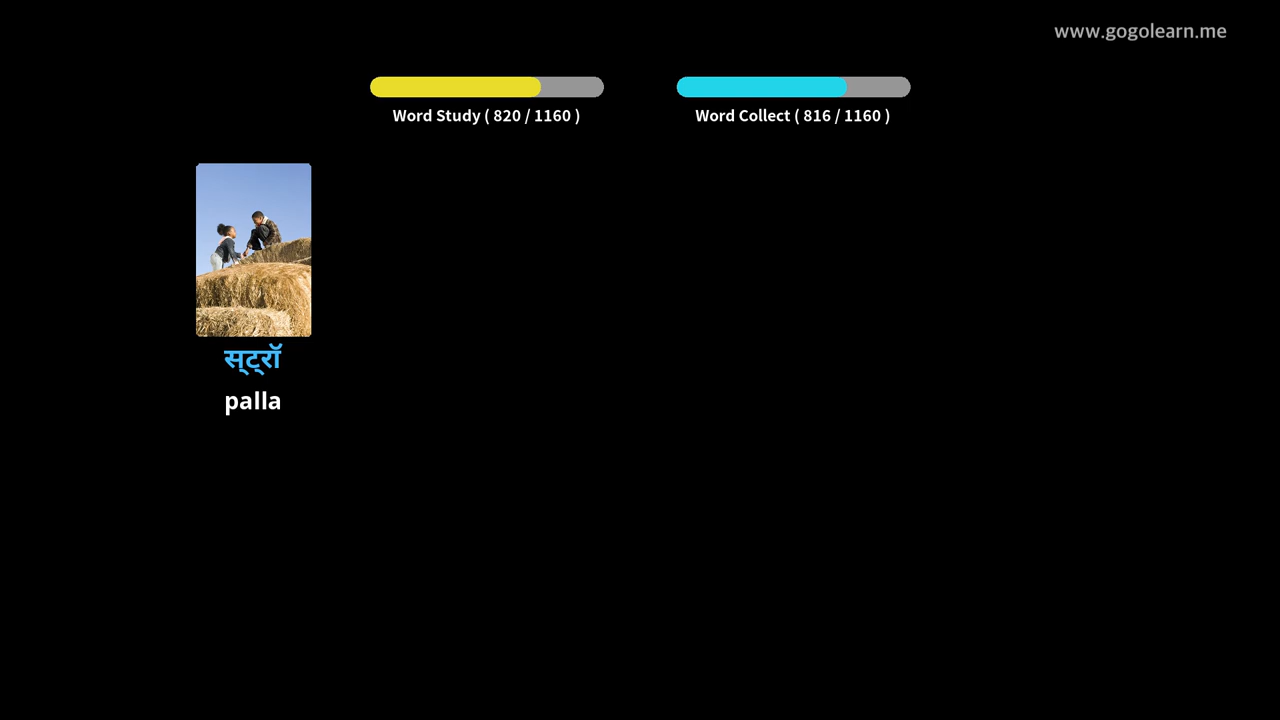 www.gogolearn.me
Word Study ( 820 / 1160 )
Word Collect ( 816 / 1160 )
स्ट्रॉ
palla